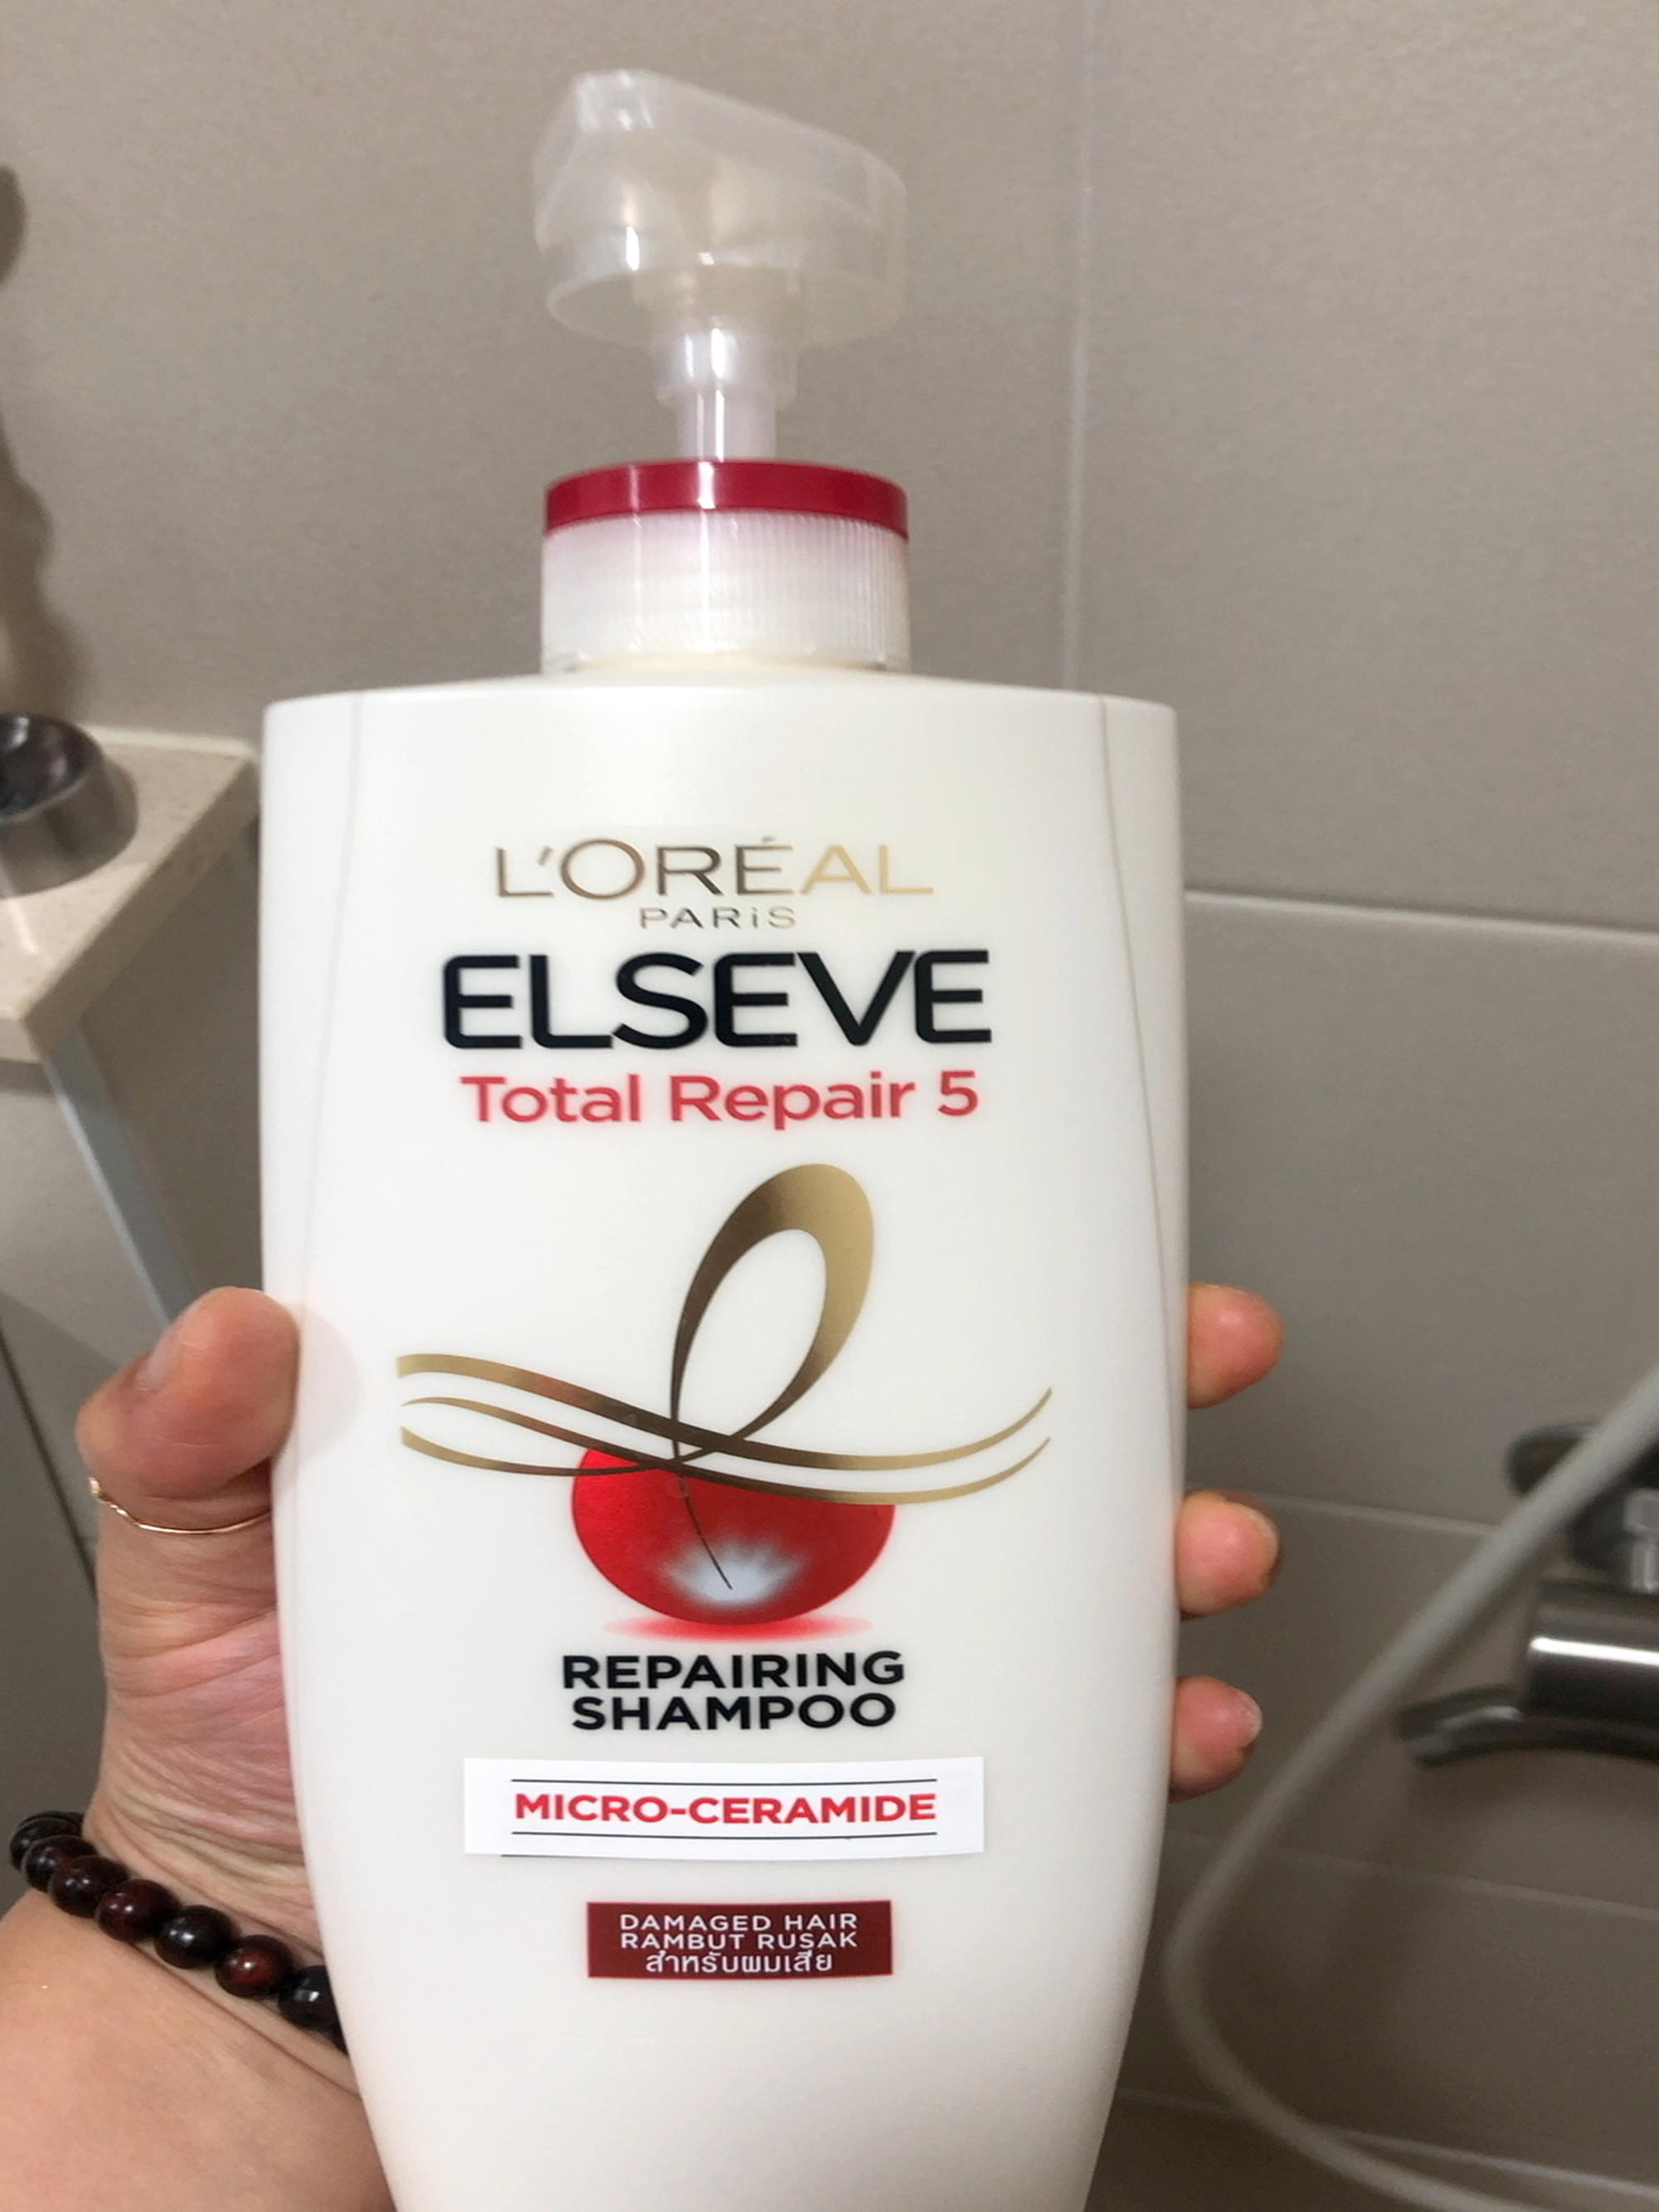 L'ORÉAL
PARiS
ELSEVE
Total Repair 5
REPAIRING
SHAMPOO
MICRO-CERAMIDE
DAMAGED HAIR
RAMBUT RUSAK
สำหรับผมเสีย